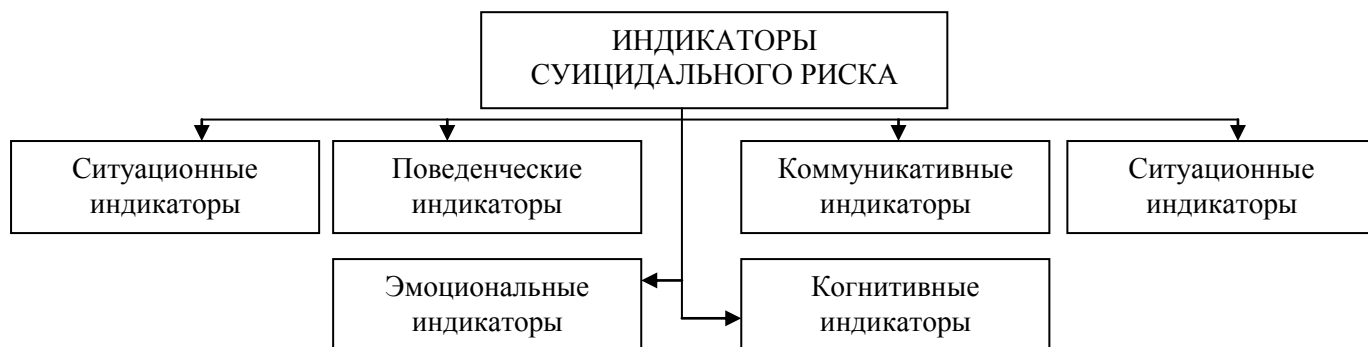 ИНДИКАТОРЫ
СУИЦИДАЛЬНОГО РИСКА
Ситуационные
индикаторы
Поведенческие
индикаторы
Коммуникативные
индикаторы
Ситуационные
индикаторы
Эмоциональные
индикаторы
Когнитивные
индикаторы